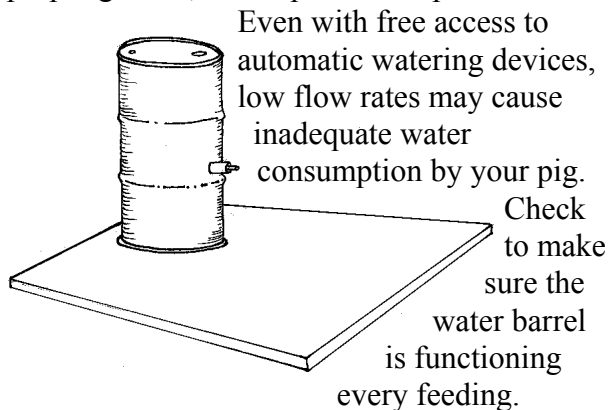 Even with free access to
automatic watering devices,
low flow rates may cause
inadequate water
consumption by your pig.
Check
to make
sure the
water barrel
is functioning
every feeding.